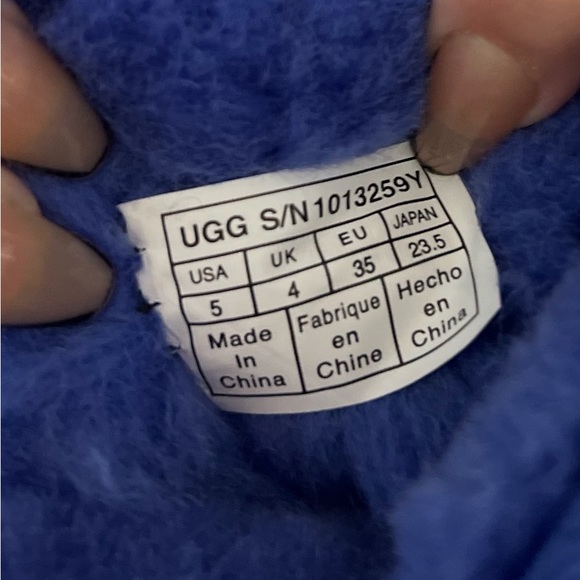 UGG S/N 1013259Y
USA UK EU JAPAN
5 4 35 23.5
Made In China
Fabrique en Chine
Hecho en China